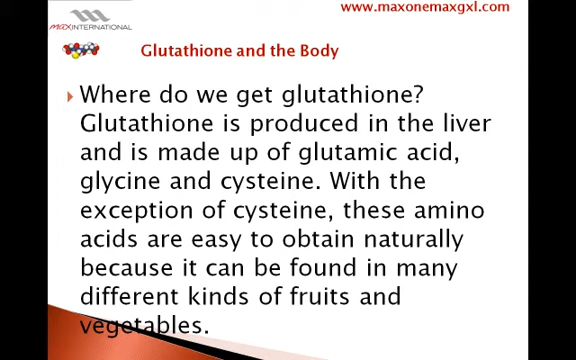 www.maxonemaxgxl.com
MAXINTERNATIONAL
Glutathione and the Body
Where do we get glutathione?
Glutathione is produced in the liver
and is made up of glutamic acid,
glycine and cysteine. With the
exception of cysteine, these amino
acids are easy to obtain naturally
because it can be found in many
different kinds of fruits and
vegetables.